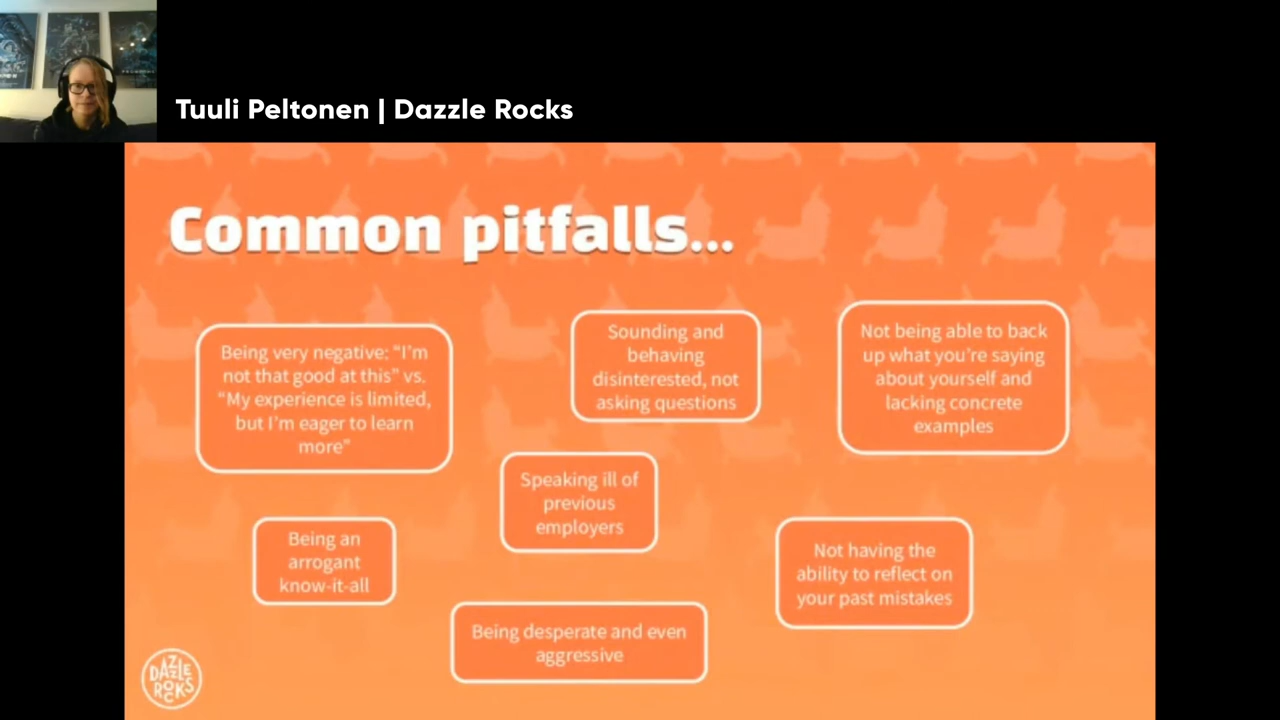 Tuuli Peltonen | Dazzle Rocks
Common pitfalls...
Being very negative: “I’m
not that good at this” vs.
“My experience is limited,
but I’m eager to learn
more”
Sounding and
behaving
disinterested, not
asking questions
Not being able to back
up what you’re saying
about yourself and
lacking concrete
examples
Speaking ill of
previous
employers
Being an
arrogant
know-it-all
Not having the
ability to reflect on
your past mistakes
Being desperate and even
aggressive
DAZZLE
ROCKS